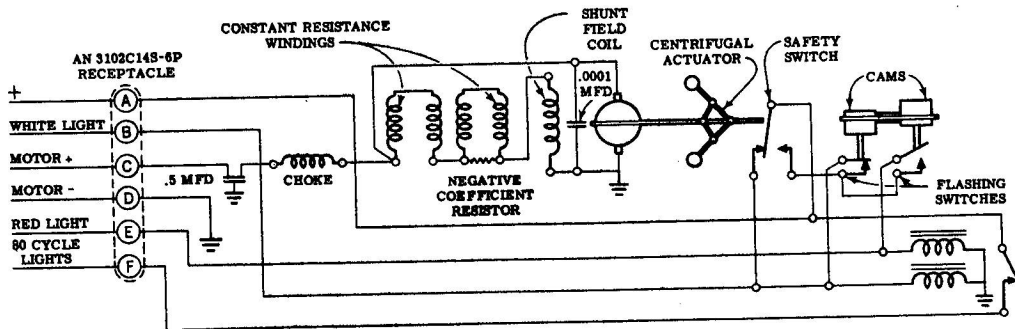 SHUNT
FIELD
COIL
CONSTANT RESISTANCE
WINDINGS
CENTRIFUGAL
ACTUATOR
SAFETY
SWITCH
AN 3102C14S-6P
RECEPTACLE
CAMS
.0001
MFD
+
A
WHITE LIGHT
B
MOTOR +
C
.5 MFD
CHOKE
NEGATIVE
COEFFICIENT
RESISTOR
FLASHING
SWITCHES
MOTOR -
D
RED LIGHT
E
80 CYCLE
LIGHTS
F